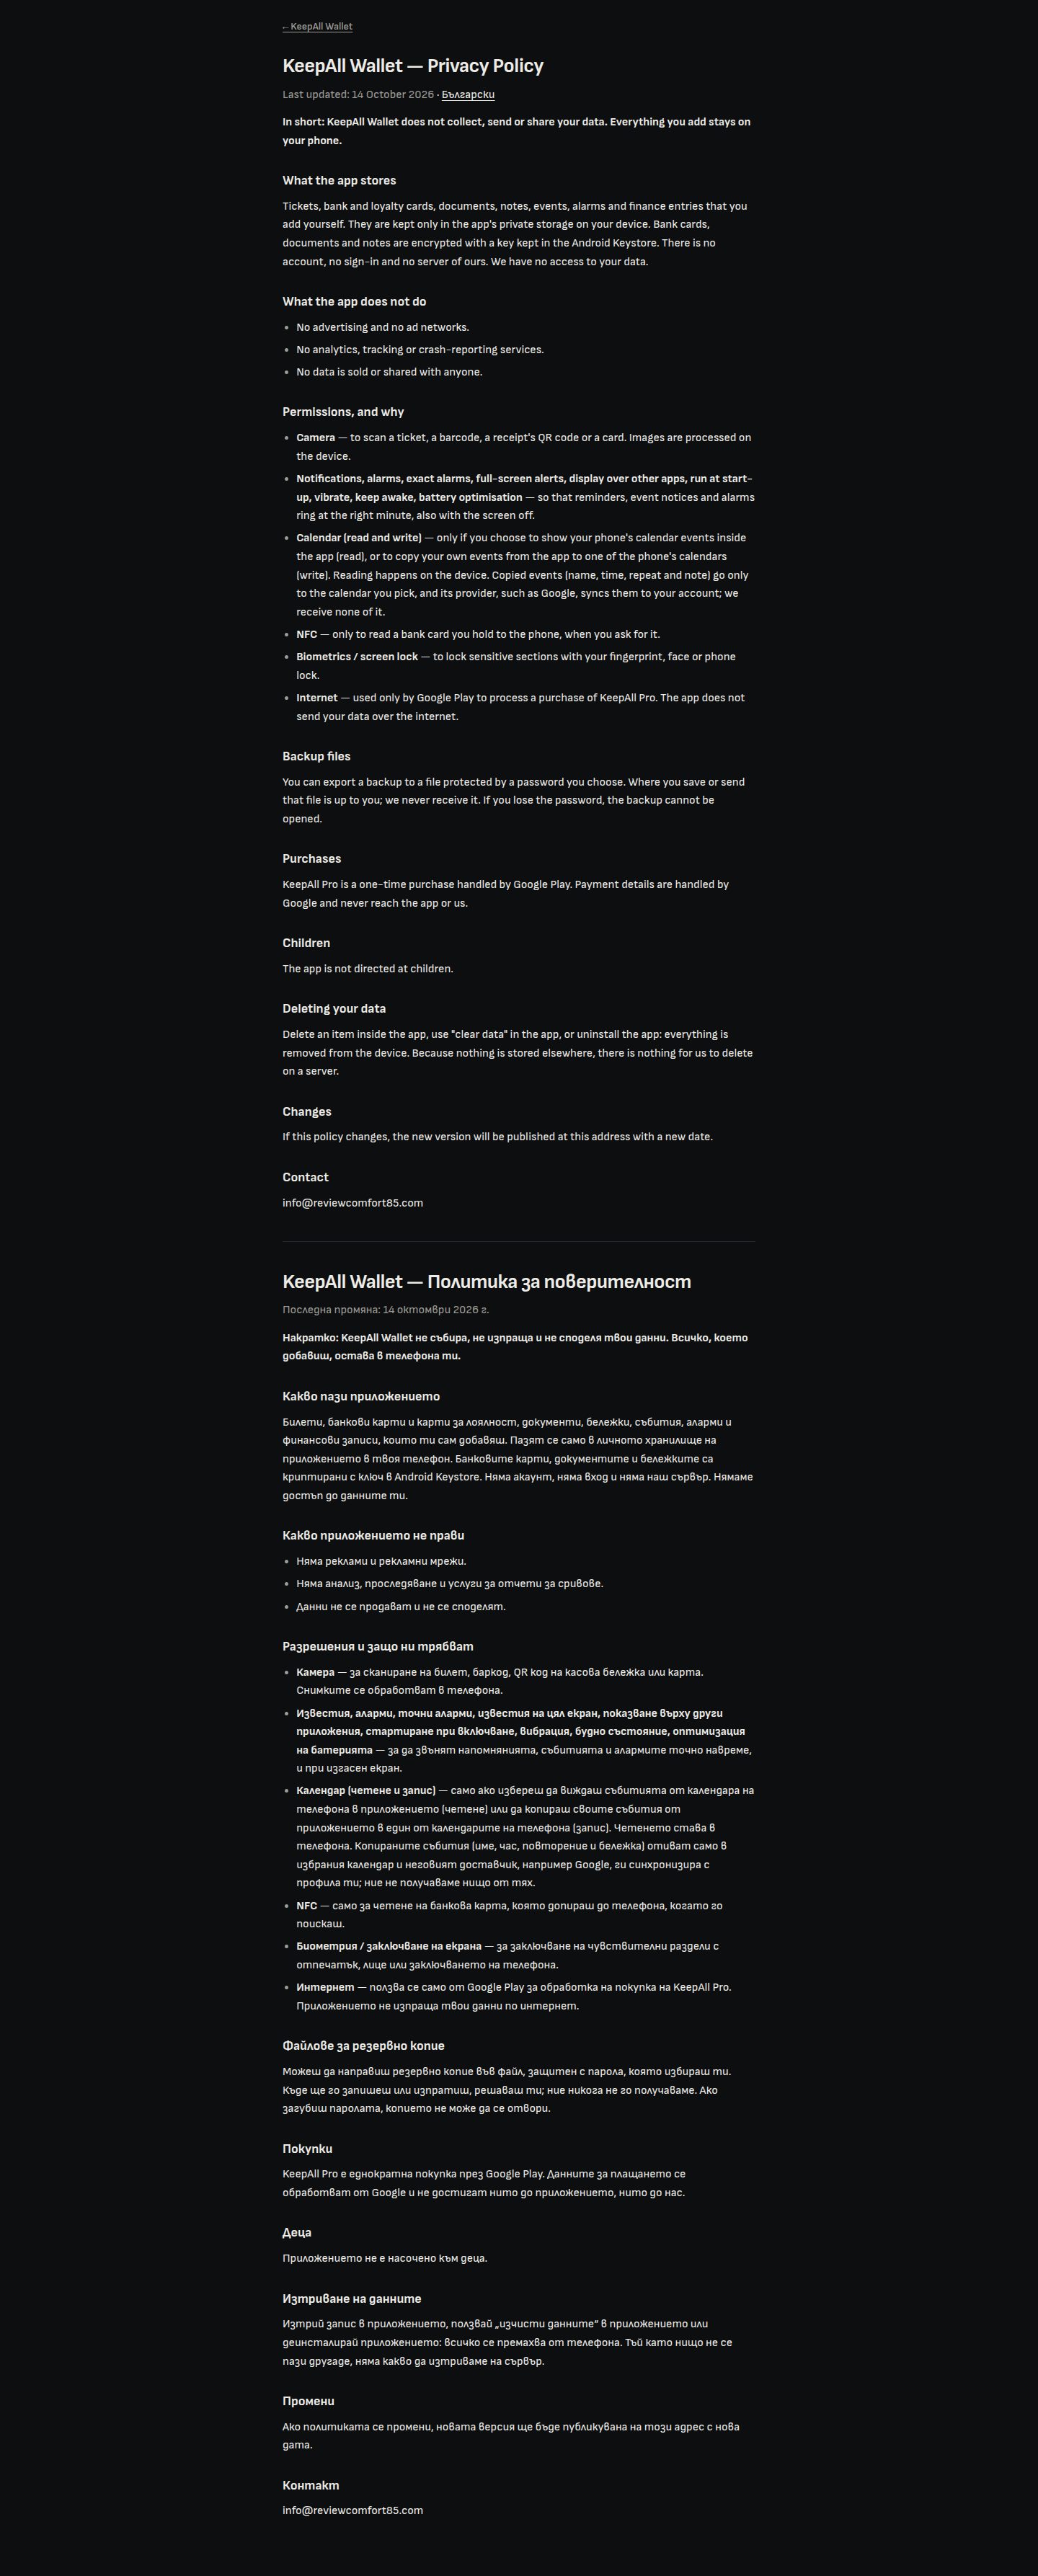 ←KeepAll Wallet
KeepAll Wallet — Privacy Policy
Last updated: 14 October 2026 · Български
In short: KeepAll Wallet does not collect, send or share your data. Everything you add stays on
your phone.
What the app stores
Tickets, bank and loyalty cards, documents, notes, events, alarms and finance entries that you
add yourself. They are kept only in the app's private storage on your device. Bank cards,
documents and notes are encrypted with a key kept in the Android Keystore. There is no
account, no sign-in and no server of ours. We have no access to your data.
What the app does not do
• No advertising and no ad networks.
• No analytics, tracking or crash-reporting services.
• No data is sold or shared with anyone.
Permissions, and why
• Camera — to scan a ticket, a barcode, a receipt's QR code or a card. Images are processed on
the device.
• Notifications, alarms, exact alarms, full-screen alerts, display over other apps, run at start-
up, vibrate, keep awake, battery optimisation — so that reminders, event notices and alarms
ring at the right minute, also with the screen off.
• Calendar (read and write) — only if you choose to show your phone's calendar events inside
the app (read), or to copy your own events from the app to one of the phone's calendars
(write). Reading happens on the device. Copied events (name, time, repeat and note) go only
to the calendar you pick, and its provider, such as Google, syncs them to your account; we
receive none of it.
• NFC — only to read a bank card you hold to the phone, when you ask for it.
• Biometrics / screen lock — to lock sensitive sections with your fingerprint, face or phone
lock.
• Internet — used only by Google Play to process a purchase of KeepAll Pro. The app does not
send your data over the internet.
Backup files
You can export a backup to a file protected by a password you choose. Where you save or send
that file is up to you; we never receive it. If you lose the password, the backup cannot be
opened.
Purchases
KeepAll Pro is a one-time purchase handled by Google Play. Payment details are handled by
Google and never reach the app or us.
Children
The app is not directed at children.
Deleting your data
Delete an item inside the app, use "clear data" in the app, or uninstall the app: everything is
removed from the device. Because nothing is stored elsewhere, there is nothing for us to delete
on a server.
Changes
If this policy changes, the new version will be published at this address with a new date.
Contact
info@reviewcomfort85.com
KeepAll Wallet — Политика за поверителност
Последна промяна: 14 октомври 2026 г.
Накратко: KeepAll Wallet не събира, не изпраща и не споделя твои данни. Всичко, което
добавиш, остава в телефона ти.
Какво пази приложението
Билети, банкови карти и карти за лоялност, документи, бележки, събития, аларми и
финансови записи, които ти сам добавяш. Пазят се само в личното хранилище на
приложението в твоя телефон. Банковите карти, документите и бележките са
криптирани с ключ в Android Keystore. Няма акаунт, няма вход и няма наш сървър. Нямаме
достъп до данните ти.
Какво приложението не прави
• Няма реклами и рекламни мрежи.
• Няма анализ, проследяване и услуги за отчети за сривове.
• Данни не се продават и не се споделят.
Разрешения и защо ни трябват
• Камера — за сканиране на билет, баркод, QR код на касова бележка или карта.
Снимките се обработват в телефона.
• Известия, аларми, точни аларми, известия на цял екран, показване върху други
приложения, стартиране при включване, вибрация, будно състояние, оптимизация
на батерията — за да звънят напомнянията, събитията и алармите точно навреме,
и при изгасен екран.
• Календар (четене и запис) — само ако избереш да виждаш събитията от календара на
телефона в приложението (четене) или да копираш своите събития от
приложението в един от календарите на телефона (запис). Четенето става в
телефона. Копираните събития (име, час, повторение и бележка) отиват само в
избрания календар и неговият доставчик, например Google, ги синхронизира с
профила ти; ние не получаваме нищо от тях.
• NFC — само за четене на банкова карта, която допираш до телефона, когато го
поискаш.
• Биометрия / заключване на екрана — за заключване на чувствителни раздели с
отпечатък, лице или заключването на телефона.
• Интернет — ползва се само от Google Play за обработка на покупка на KeepAll Pro.
Приложението не изпраща твои данни по интернет.
Файлове за резервно копие
Можеш да направиш резервно копие във файл, защитен с парола, която избираш ти.
Къде ще го запишеш или изпратиш, решаваш ти; ние никога не го получаваме. Ако
загубиш паролата, копието не може да се отвори.
Покупки
KeepAll Pro е еднократна покупка през Google Play. Данните за плащането се
обработват от Google и не достигат нито до приложението, нито до нас.
Деца
Приложението не е насочено към деца.
Изтриване на данните
Изтрий запис в приложението, ползвай „изчисти данните“ в приложението или
деинсталирай приложението: всичко се премахва от телефона. Тъй като нищо не се
пази другаде, няма какво да изтриваме на сървър.
Промени
Ако политиката се промени, новата версия ще бъде публикувана на този адрес с нова
дата.
Контакт
info@reviewcomfort85.com